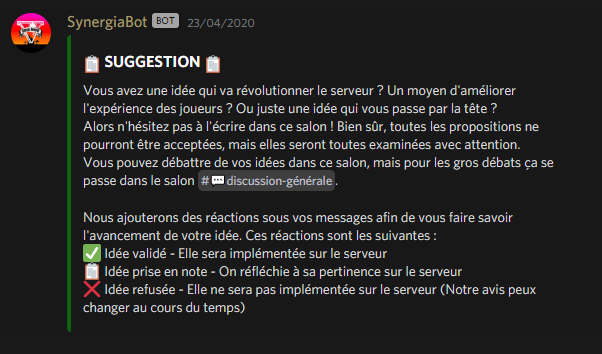 SynergiaBot BOT 23/04/2020
📋 SUGGESTION 📋
Vous avez une idée qui va révolutionner le serveur ? Un moyen d'améliorer
l'expérience des joueurs ? Ou juste une idée qui vous passe par la tête ?
Alors n'hésitez pas à l'écrire dans ce salon ! Bien sûr, toutes les propositions ne
pourront être acceptées, mais elles seront toutes examinées avec attention.
Vous pouvez débattre de vos idées dans ce salon, mais pour les gros débats ça se
passe dans le salon #💬discussion-générale.
Nous ajouterons des réactions sous vos messages afin de vous faire savoir
l'avancement de votre idée. Ces réactions sont les suivantes :
✅ Idée validé - Elle sera implémentée sur le serveur
📋 Idée prise en note - On réfléchie à sa pertinence sur le serveur
❌ Idée refusée - Elle ne sera pas implémentée sur le serveur (Notre avis peux
changer au cours du temps)